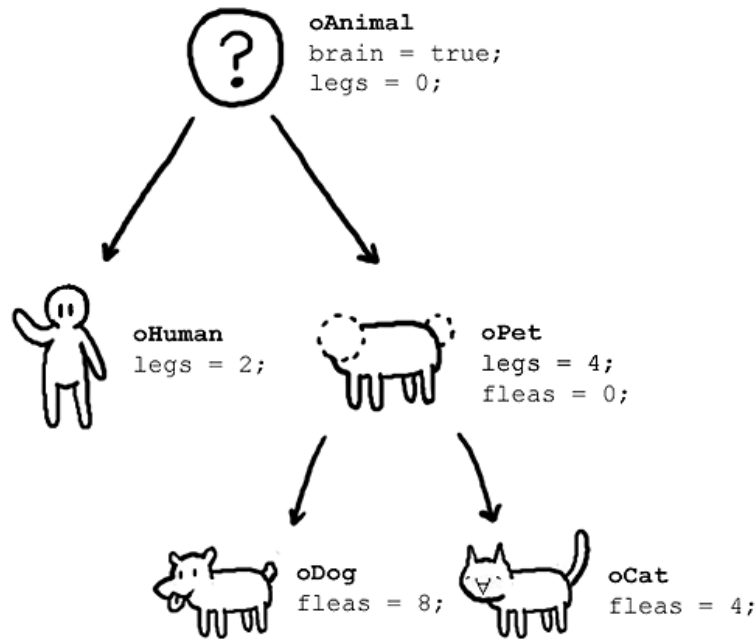 ?
oAnimal
brain = true;
legs = 0;
oHuman
legs = 2;
oPet
legs = 4;
fleas = 0;
oDog
fleas = 8;
oCat
fleas = 4;